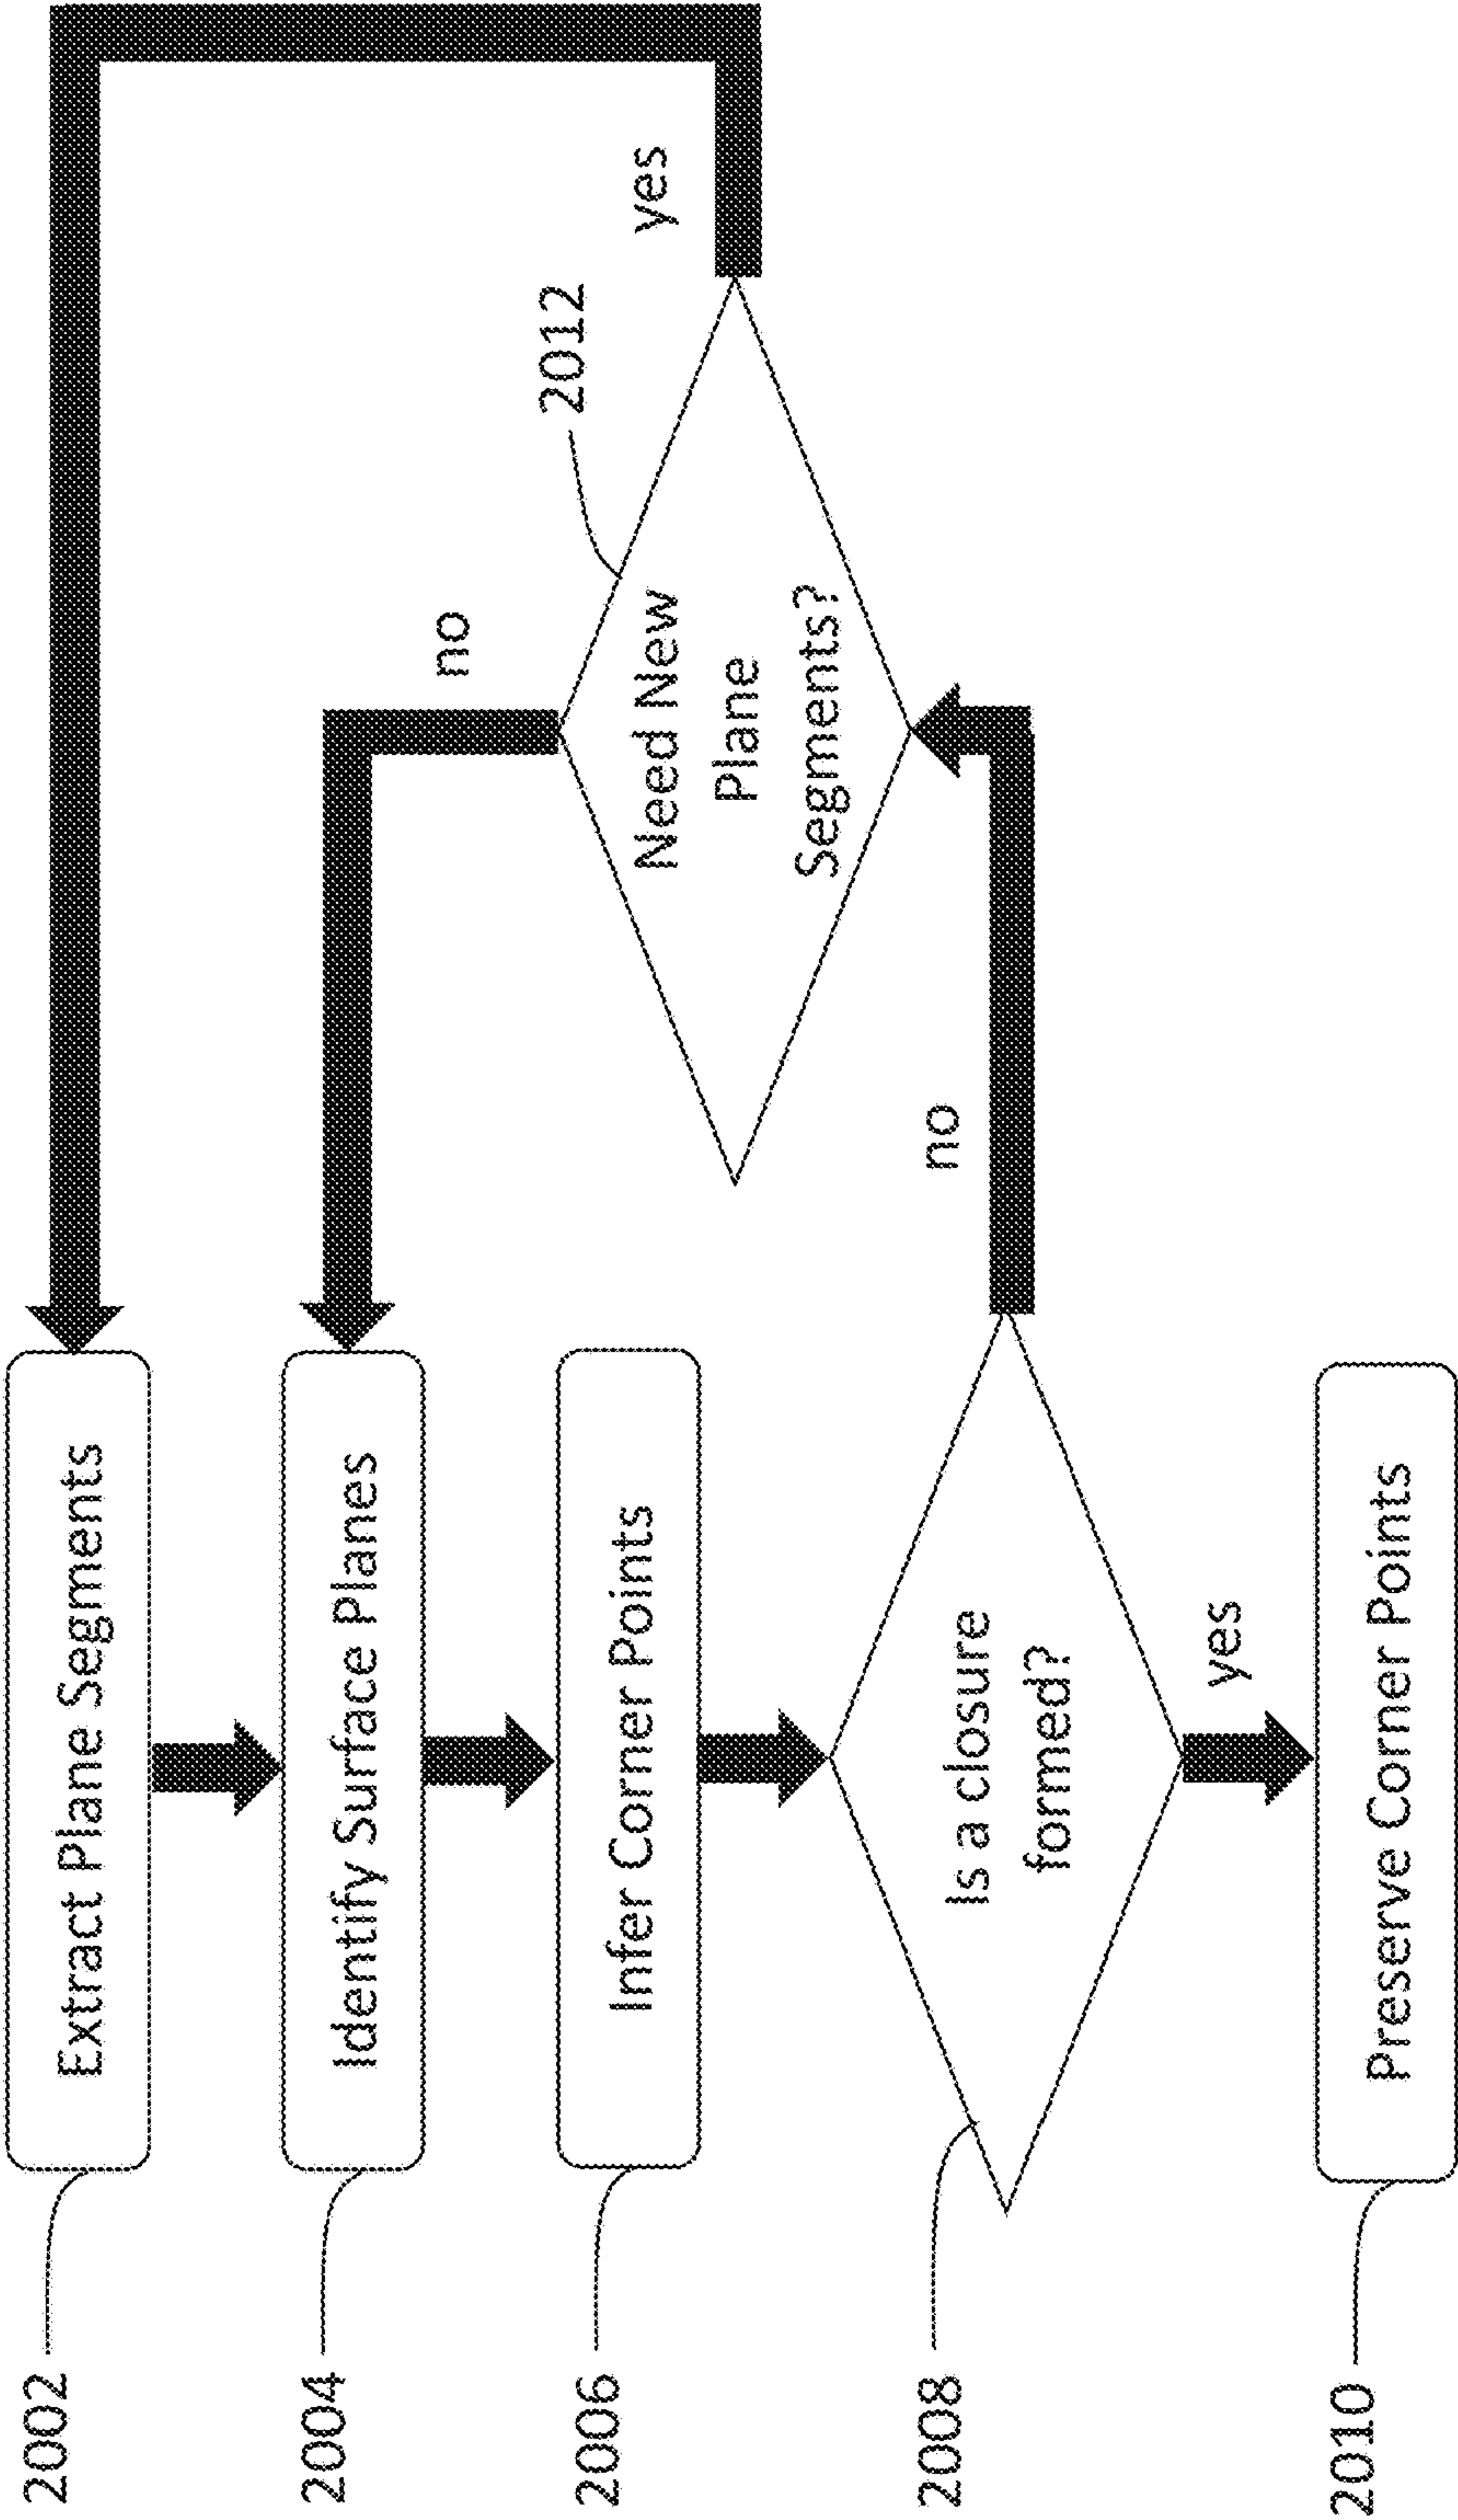 2002
Extract Plane Segments
2004
Identify Surface Planes
2006
Infer Corner Points
2008
Is a closure
formed?
no
yes
2010
Preserve Corner Points
2012
Need New
Plane
Segments?
no
yes